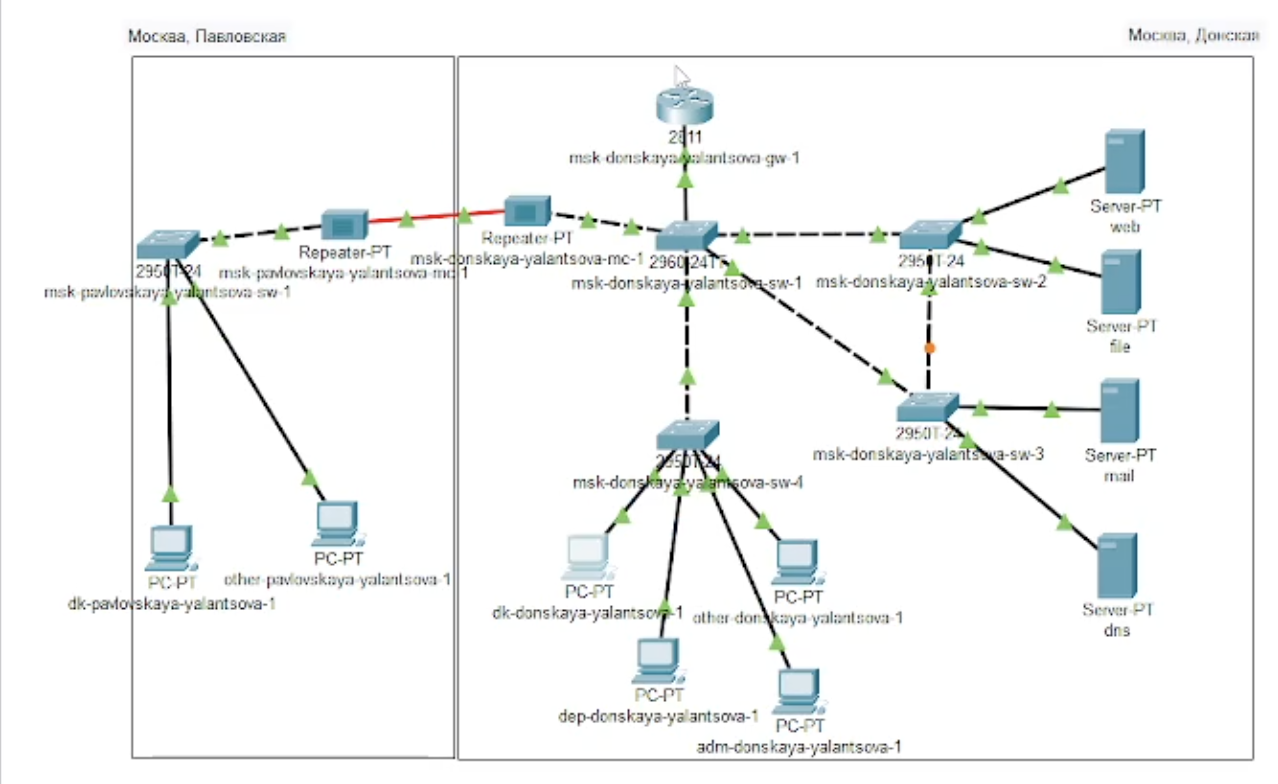 Москва, Павловская
Москва, Донская
2811
msk-donskaya-yalantsova-gw-1
Server-PT
web
Repeater-PT
msk-pavlovskaya-yalantsova-mc-1
Repeater-PT
msk-donskaya-yalantsova-mc-1
2950T-24
msk-pavlovskaya-yalantsova-sw-1
2960-24TT
msk-donskaya-yalantsova-sw-1
2950T-24
msk-donskaya-yalantsova-sw-2
Server-PT
file
2950T-24
msk-donskaya-yalantsova-sw-3
Server-PT
mail
2950T-24
msk-donskaya-yalantsova-sw-4
PC-PT
dk-pavlovskaya-yalantsova-1
PC-PT
other-pavlovskaya-yalantsova-1
PC-PT
dk-donskaya-yalantsova-1
PC-PT
other-donskaya-yalantsova-1
Server-PT
dns
PC-PT
dep-donskaya-yalantsova-1
PC-PT
adm-donskaya-yalantsova-1